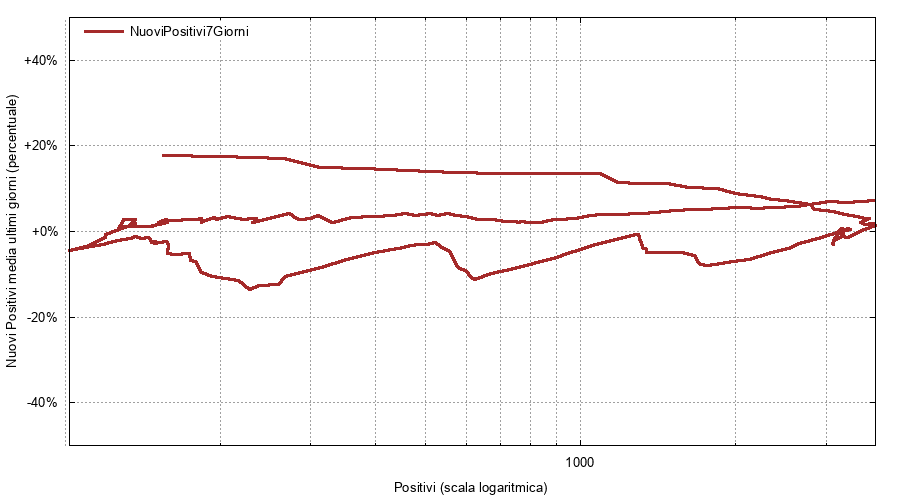 NuoviPositivi7Giorni
+40%
+20%
+0%
-20%
-40%
Nuovi Positivi media ultimi giorni (percentuale)
1000
Positivi (scala logaritmica)